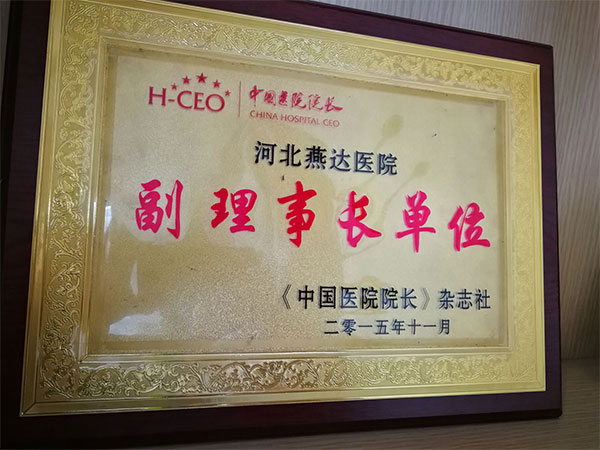 H-CEO
中国医院院长
CHINA HOSPITAL CEO
河北燕达医院
副理事长单位
《中国医院院长》杂志社
二零一五年十一月